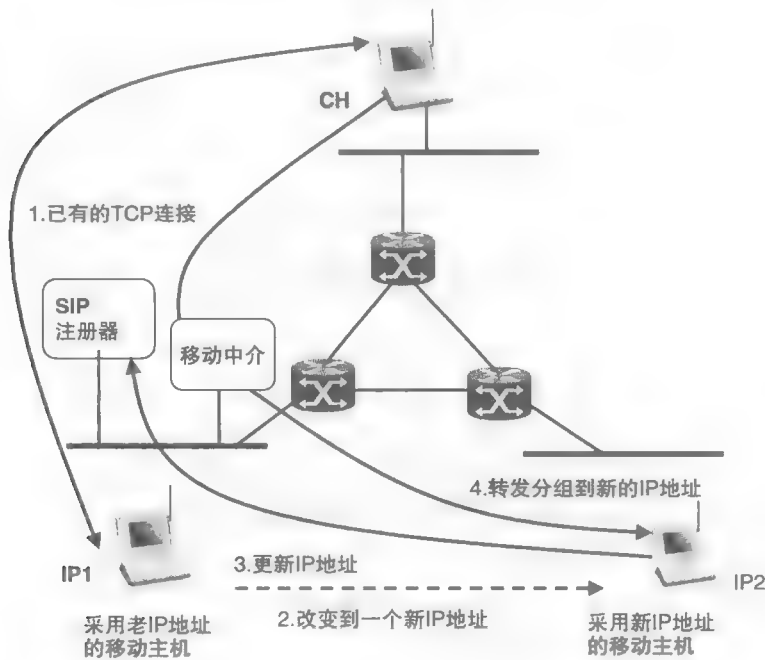 CH
1.已有的TCP连接
SIP
注册器
移动中介
4.转发分组到新的IP地址
IP1
3.更新IP地址
IP2
2.改变到一个新IP地址
采用老IP地址
的移动主机
采用新IP地址
的移动主机